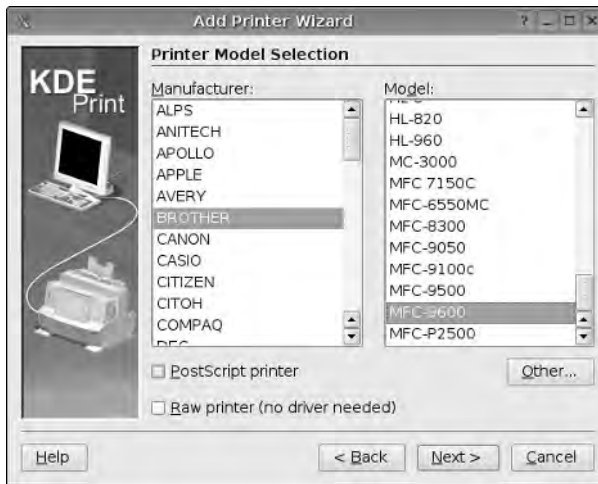 Add Printer Wizard
KDE
Print
Printer Model Selection
Manufacturer:
ALPS
ANITECH
APOLLO
APPLE
AVERY
BROTHER
CANON
CASIO
CITIZEN
CITOH
COMPAQ
Model:
HL-820
HL-960
MC-3000
MFC 7150C
MFC-6550MC
MFC-8300
MFC-9050
MFC-9100c
MFC-9500
MFC-9600
MFC-P2500
PostScript printer
Other...
Raw printer (no driver needed)
Help
< Back
Next >
Cancel